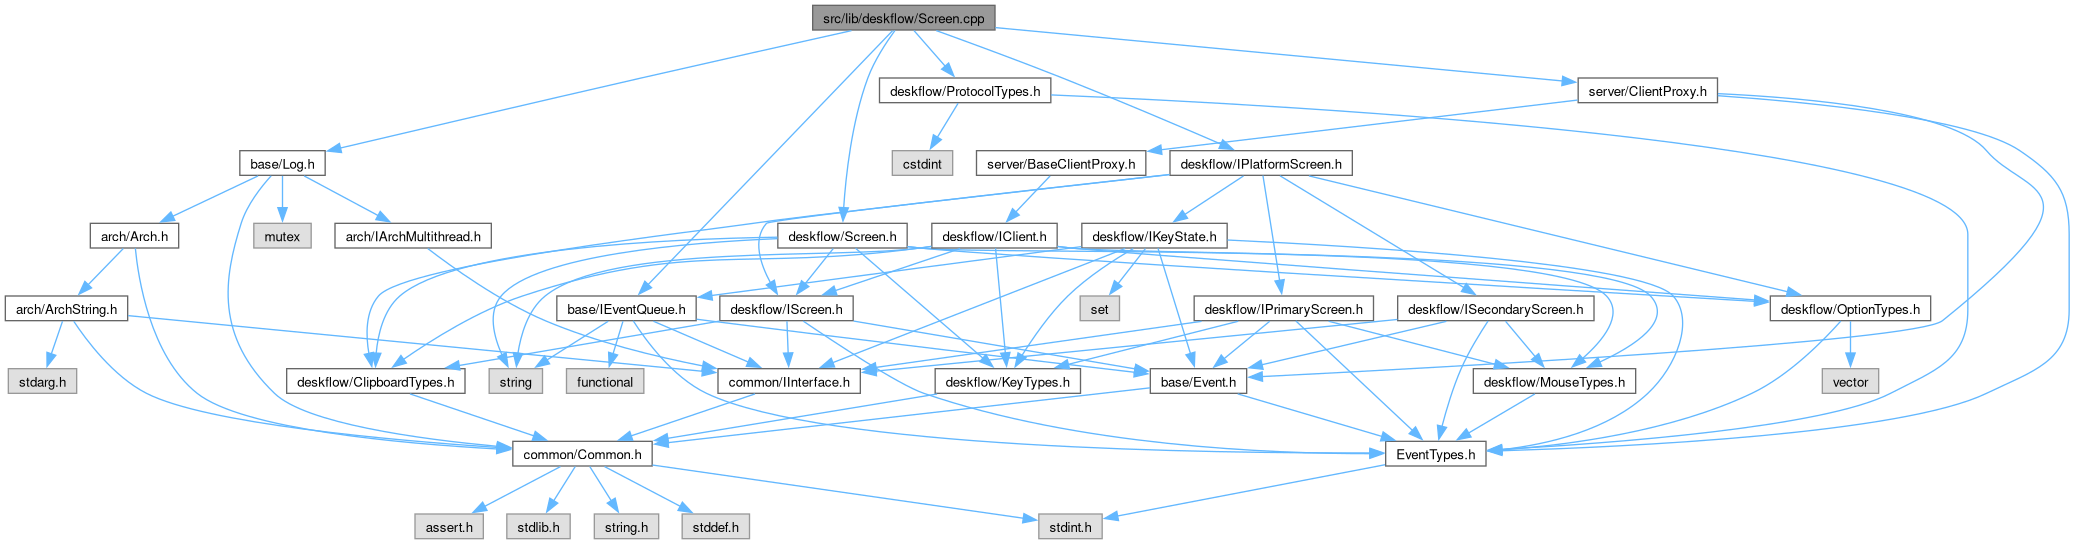 src/lib/deskflow/Screen.cpp
deskflow/ProtocolTypes.h
server/ClientProxy.h
base/Log.h
cstdint
server/BaseClientProxy.h
deskflow/IPlatformScreen.h
arch/Arch.h
mutex
arch/IArchMultithread.h
deskflow/Screen.h
deskflow/IClient.h
deskflow/IKeyState.h
arch/ArchString.h
base/IEventQueue.h
deskflow/IScreen.h
set
deskflow/IPrimaryScreen.h
deskflow/ISecondaryScreen.h
deskflow/OptionTypes.h
stdarg.h
deskflow/ClipboardTypes.h
string
functional
common/IInterface.h
deskflow/KeyTypes.h
base/Event.h
deskflow/MouseTypes.h
vector
common/Common.h
EventTypes.h
assert.h
stdlib.h
string.h
stddef.h
stdint.h